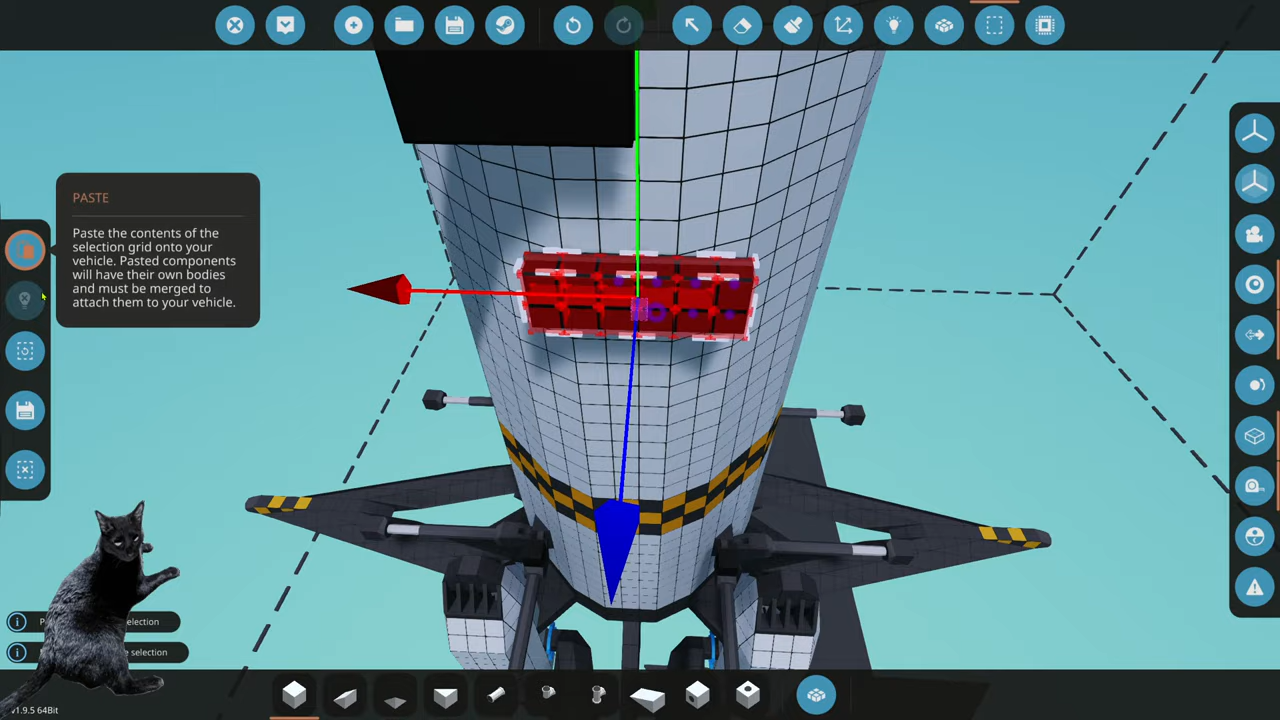 PASTE
Paste the contents of the
selection grid onto your
vehicle. Pasted components
will have their own bodies
and must be merged to
attach them to your vehicle.
election
e selection
v1.9.5 64Bit